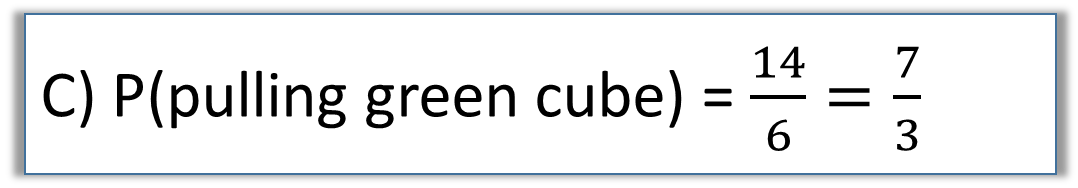 C) P(pulling green cube) = 14/6 = 7/3